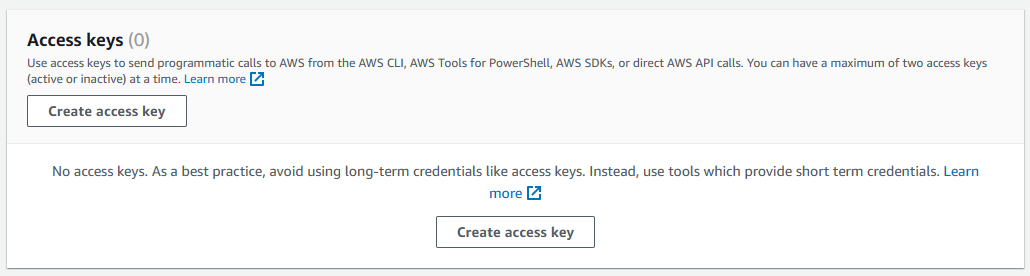 Access keys (0)
Use access keys to send programmatic calls to AWS from the AWS CLI, AWS Tools for PowerShell, AWS SDKs, or direct AWS API calls. You can have a maximum of two access keys
(active or inactive) at a time. Learn more
Create access key
No access keys. As a best practice, avoid using long-term credentials like access keys. Instead, use tools which provide short term credentials. Learn
more
Create access key